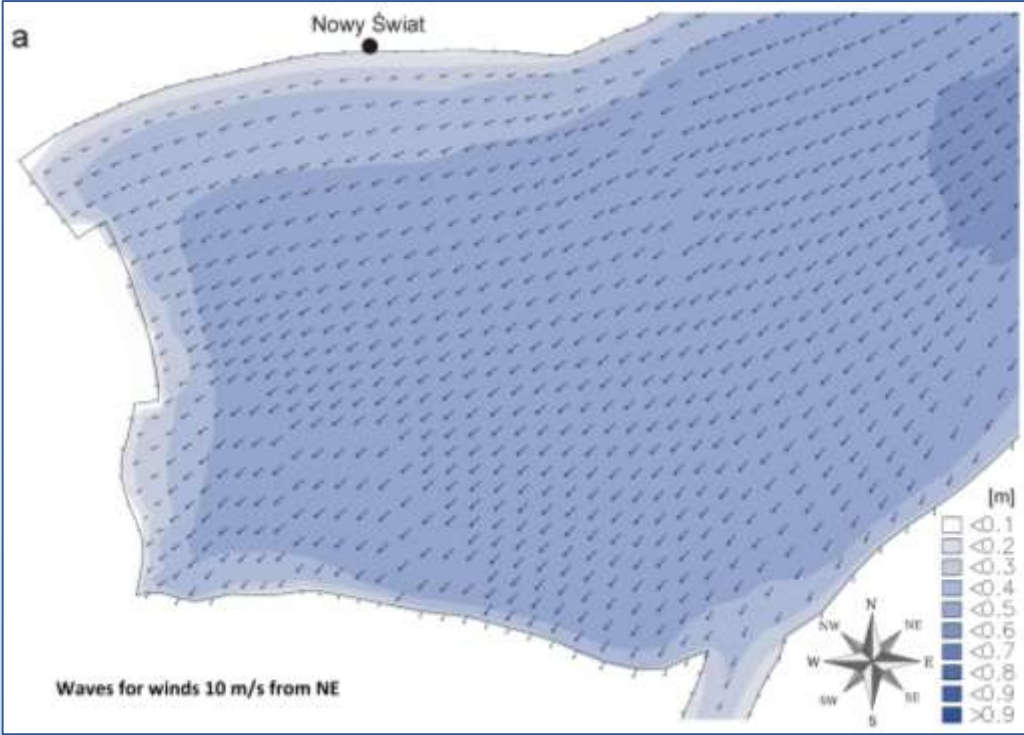 a
Nowy Świat
[m]
<0.1
<0.2
<0.3
<0.4
<0.5
<0.6
<0.7
<0.8
<0.9
>0.9
N
NW
NE
W
E
SW
SE
S
Waves for winds 10 m/s from NE